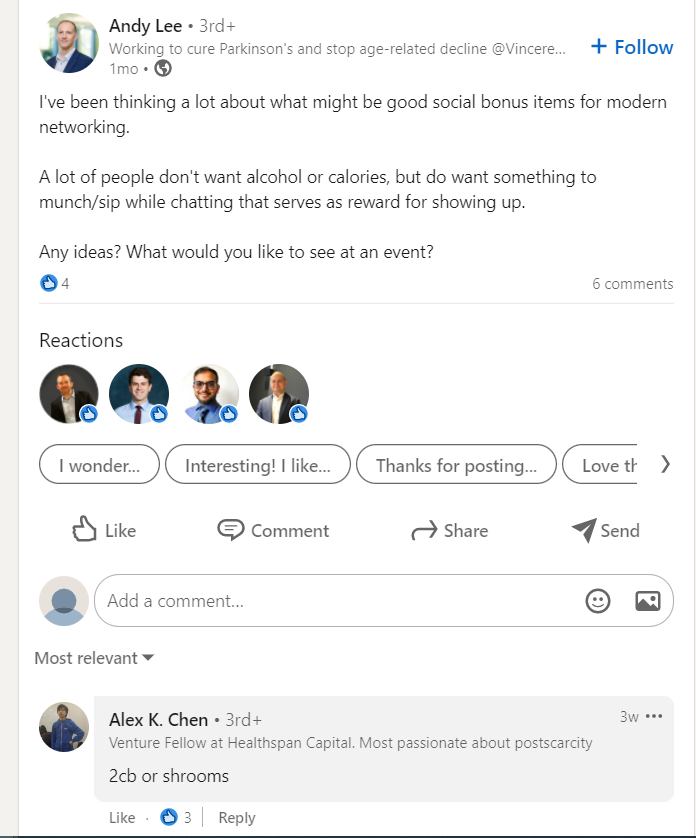 Andy Lee • 3rd+
Working to cure Parkinson's and stop age-related decline @Vincere...
1mo •
+ Follow
I've been thinking a lot about what might be good social bonus items for modern
networking.
A lot of people don't want alcohol or calories, but do want something to
munch/sip while chatting that serves as reward for showing up.
Any ideas? What would you like to see at an event?
4
6 comments
Reactions
I wonder...
Interesting! I like...
Thanks for posting...
Love th
Like
Comment
Share
Send
Add a comment...
Most relevant
Alex K. Chen • 3rd+
3w •••
Venture Fellow at Healthspan Capital. Most passionate about postscarcity
2cb or shrooms
Like · 3 | Reply